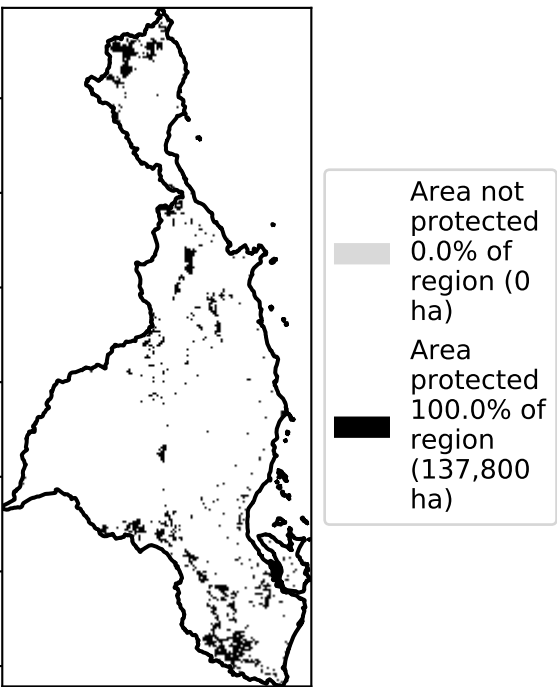 Area not
protected
0.0% of
region (0
ha)
Area
protected
100.0% of
region
(137,800
ha)